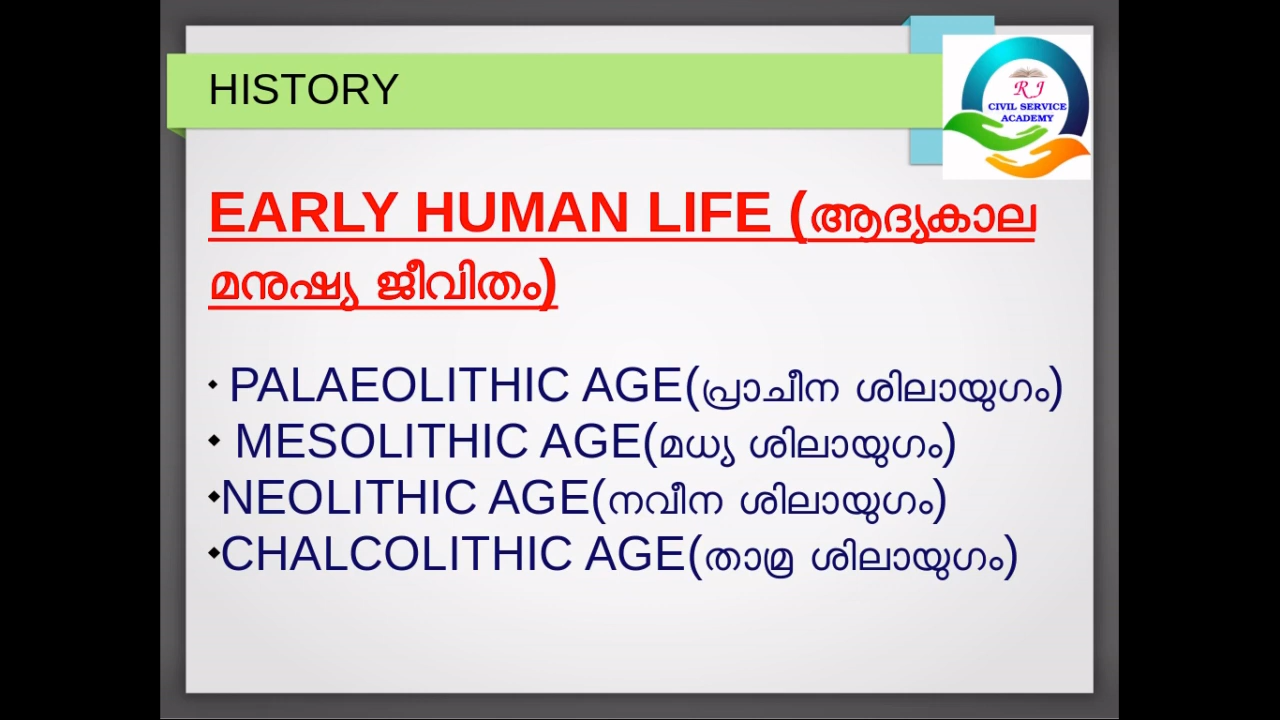 HISTORY
R J
CIVIL SERVICE
ACADEMY
EARLY HUMAN LIFE (ആദ്യകാല
മനുഷ്യ ജീവിതം)
PALAEOLITHIC AGE(പ്രാചീന ശിലായുഗം)
MESOLITHIC AGE(മധ്യ ശിലായുഗം)
NEOLITHIC AGE(നവീന ശിലായുഗം)
CHALCOLITHIC AGE(താമ്ര ശിലായുഗം)